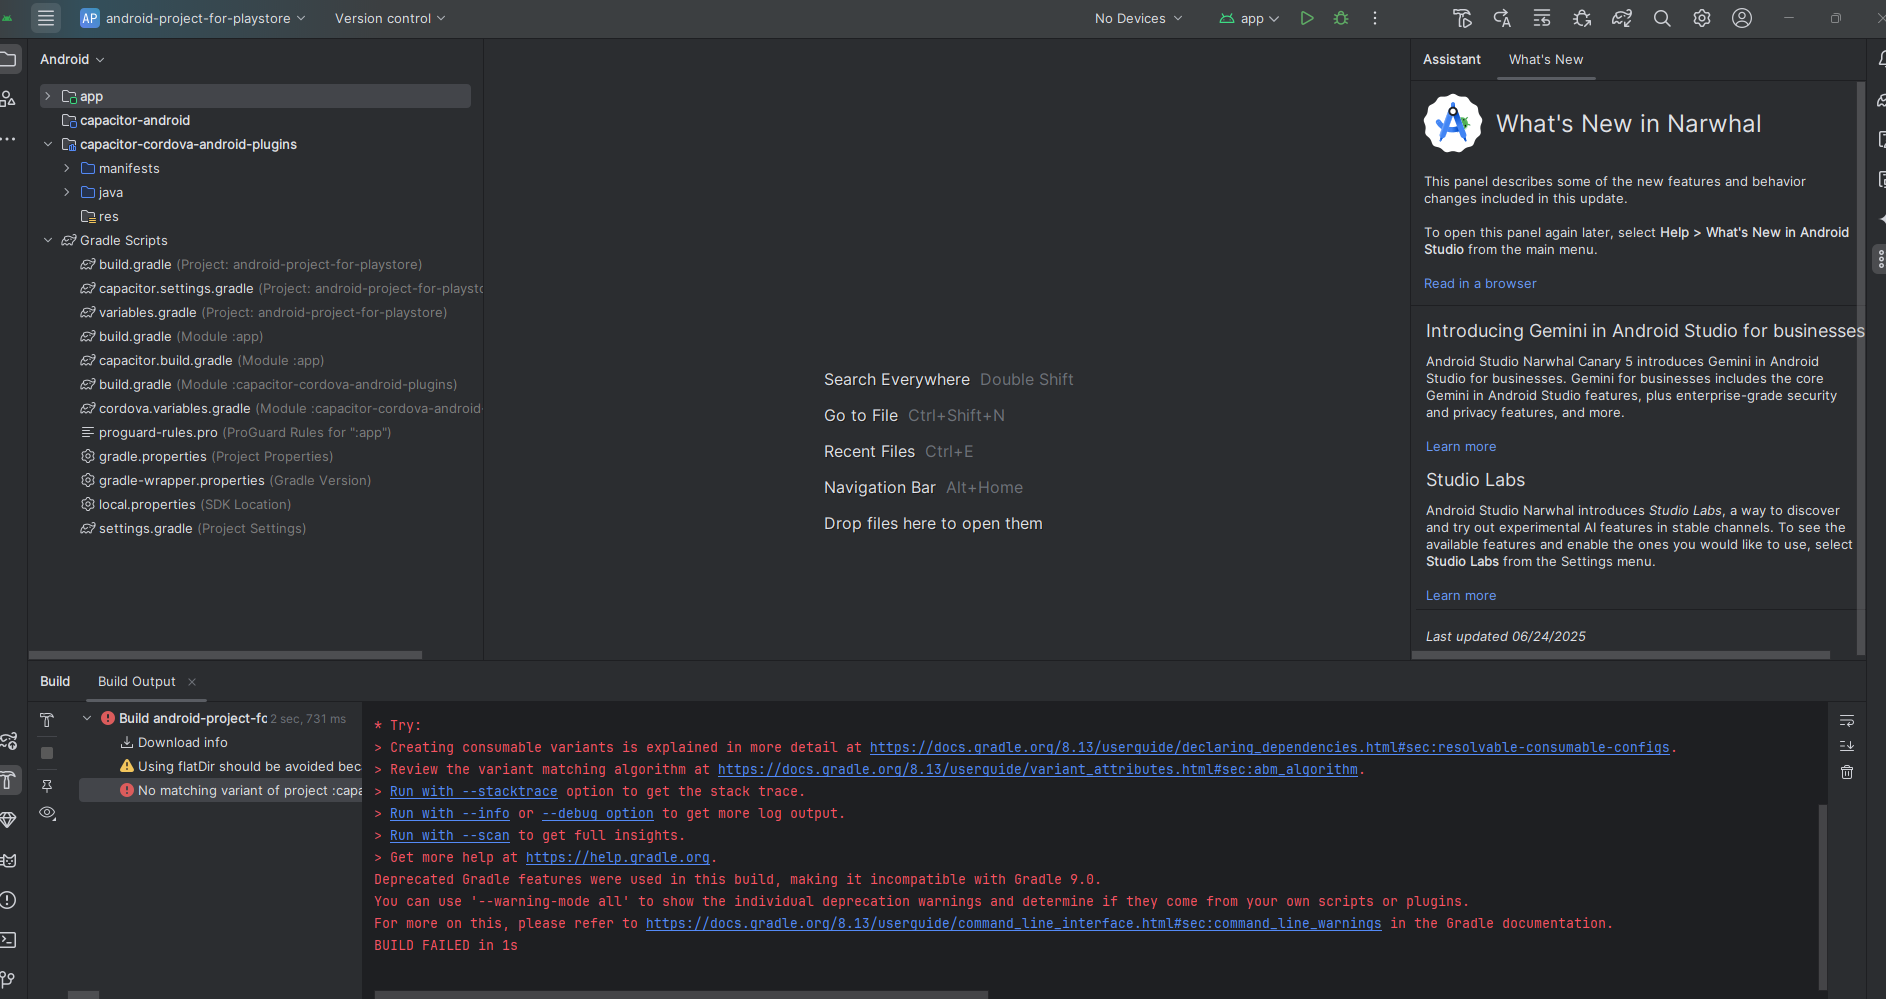 AP android-project-for-playstore
Version control
No Devices
app
Android
app
capacitor-android
capacitor-cordova-android-plugins
manifests
java
res
Gradle Scripts
build.gradle (Project: android-project-for-playstore)
capacitor.settings.gradle (Project: android-project-for-playsto
variables.gradle (Project: android-project-for-playstore)
build.gradle (Module :app)
capacitor.build.gradle (Module :app)
build.gradle (Module :capacitor-cordova-android-plugins)
cordova.variables.gradle (Module :capacitor-cordova-android-
proguard-rules.pro (ProGuard Rules for ":app")
gradle.properties (Project Properties)
gradle-wrapper.properties (Gradle Version)
local.properties (SDK Location)
settings.gradle (Project Settings)
Search Everywhere Double Shift
Go to File Ctrl+Shift+N
Recent Files Ctrl+E
Navigation Bar Alt+Home
Drop files here to open them
Assistant
What's New
What's New in Narwhal
This panel describes some of the new features and behavior
changes included in this update.
To open this panel again later, select Help > What's New in Android
Studio from the main menu.
Read in a browser
Introducing Gemini in Android Studio for businesses
Android Studio Narwhal Canary 5 introduces Gemini in Android
Studio for businesses. Gemini for businesses includes the core
Gemini in Android Studio features, plus enterprise-grade security
and privacy features, and more.
Learn more
Studio Labs
Android Studio Narwhal introduces Studio Labs, a way to discover
and try out experimental AI features in stable channels. To see the
available features and enable the ones you would like to use, select
Studio Labs from the Settings menu.
Learn more
Last updated 06/24/2025
Build
Build Output
Build android-project-fo 2 sec, 731 ms
Download info
Using flatDir should be avoided bec
No matching variant of project :capa
* Try:
> Creating consumable variants is explained in more detail at https://docs.gradle.org/8.13/userguide/declaring_dependencies.html#sec:resolvable-consumable-configs.
> Review the variant matching algorithm at https://docs.gradle.org/8.13/userguide/variant_attributes.html#sec:abm_algorithm.
> Run with --stacktrace option to get the stack trace.
> Run with --info or --debug option to get more log output.
> Run with --scan to get full insights.
> Get more help at https://help.gradle.org.
Deprecated Gradle features were used in this build, making it incompatible with Gradle 9.0.
You can use '--warning-mode all' to show the individual deprecation warnings and determine if they come from your own scripts or plugins.
For more on this, please refer to https://docs.gradle.org/8.13/userguide/command_line_interface.html#sec:command_line_warnings in the Gradle documentation.
BUILD FAILED in 1s